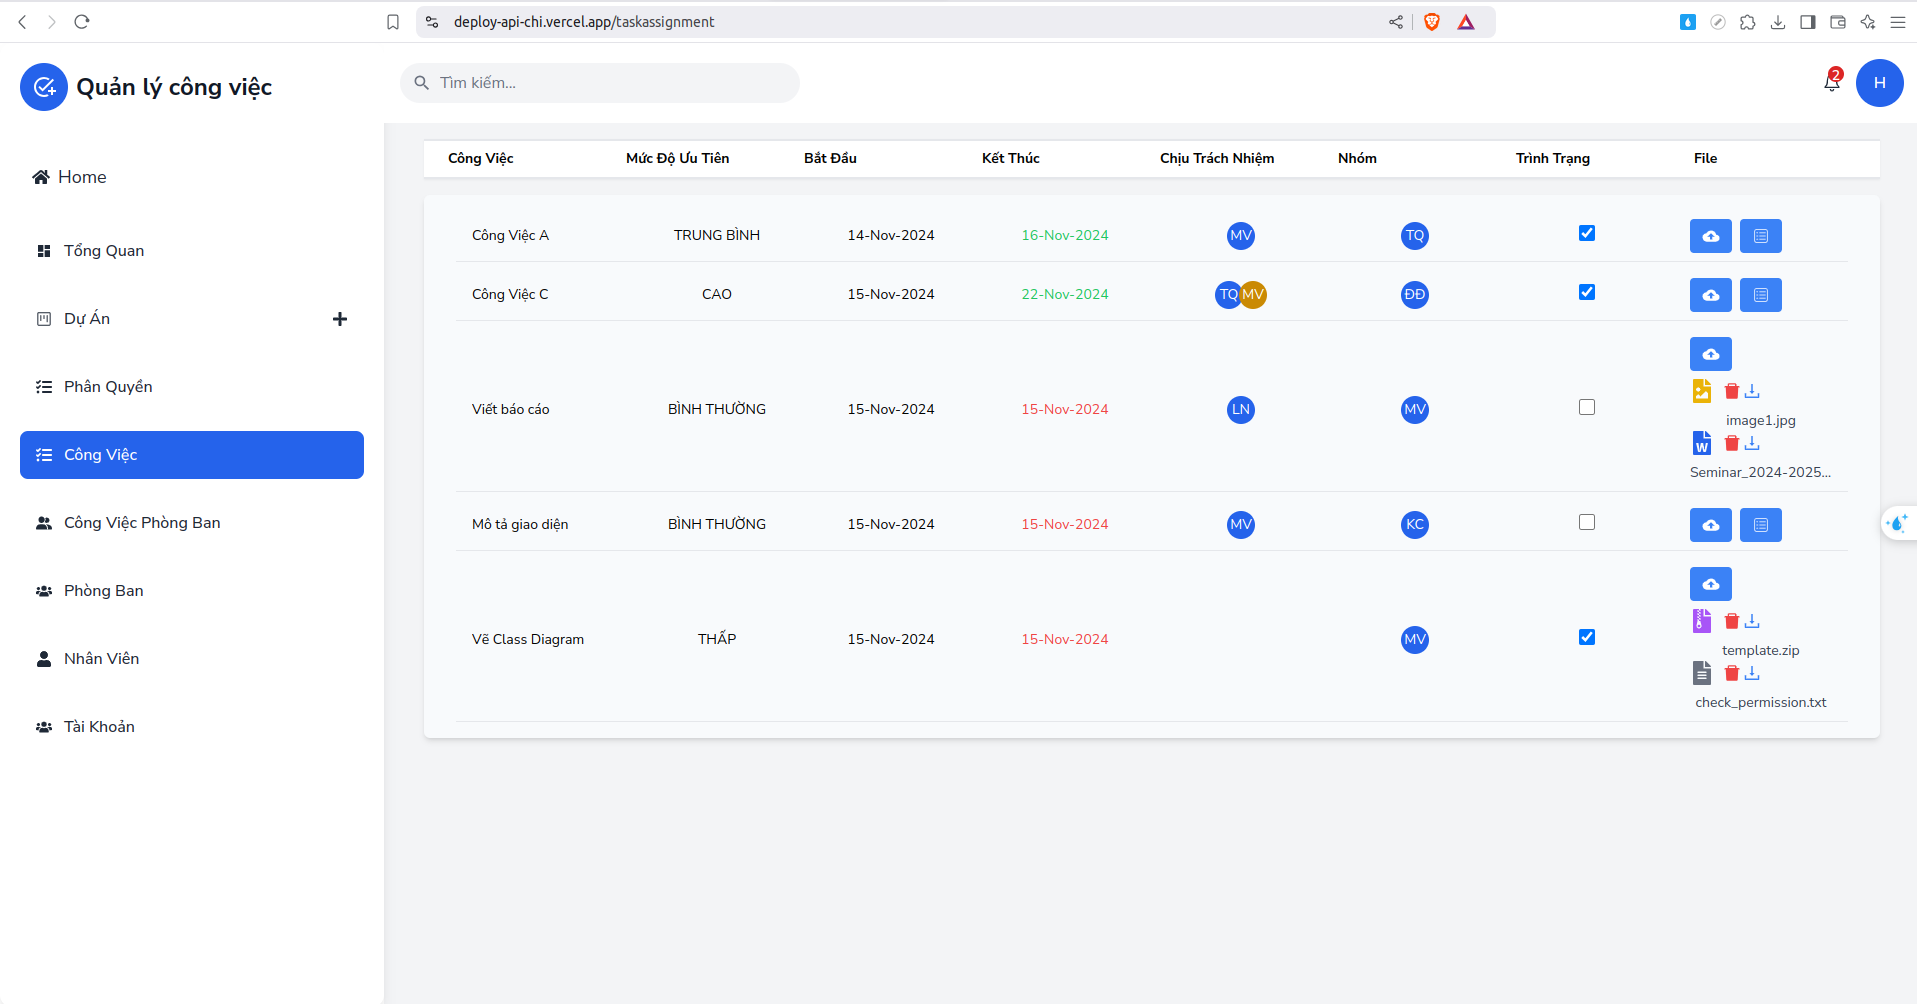 deploy-api-chi.vercel.app/taskassignment
Quản lý công việc
Tìm kiếm...
2
H
Home
Tổng Quan
Dự Án
Phân Quyền
Công Việc
Công Việc Phòng Ban
Phòng Ban
Nhân Viên
Tài Khoản
Công Việc Mức Độ Ưu Tiên Bắt Đầu Kết Thúc Chịu Trách Nhiệm Nhóm Trình Trạng File
Công Việc A TRUNG BÌNH 14-Nov-2024 16-Nov-2024 MV TQ
Công Việc C CAO 15-Nov-2024 22-Nov-2024 TQ MV ĐĐ
Viết báo cáo BÌNH THƯỜNG 15-Nov-2024 15-Nov-2024 LN MV
image1.jpg
W
Seminar_2024-2025...
Mô tả giao diện BÌNH THƯỜNG 15-Nov-2024 15-Nov-2024 MV KC
Vẽ Class Diagram THẤP 15-Nov-2024 15-Nov-2024 MV
template.zip
check_permission.txt